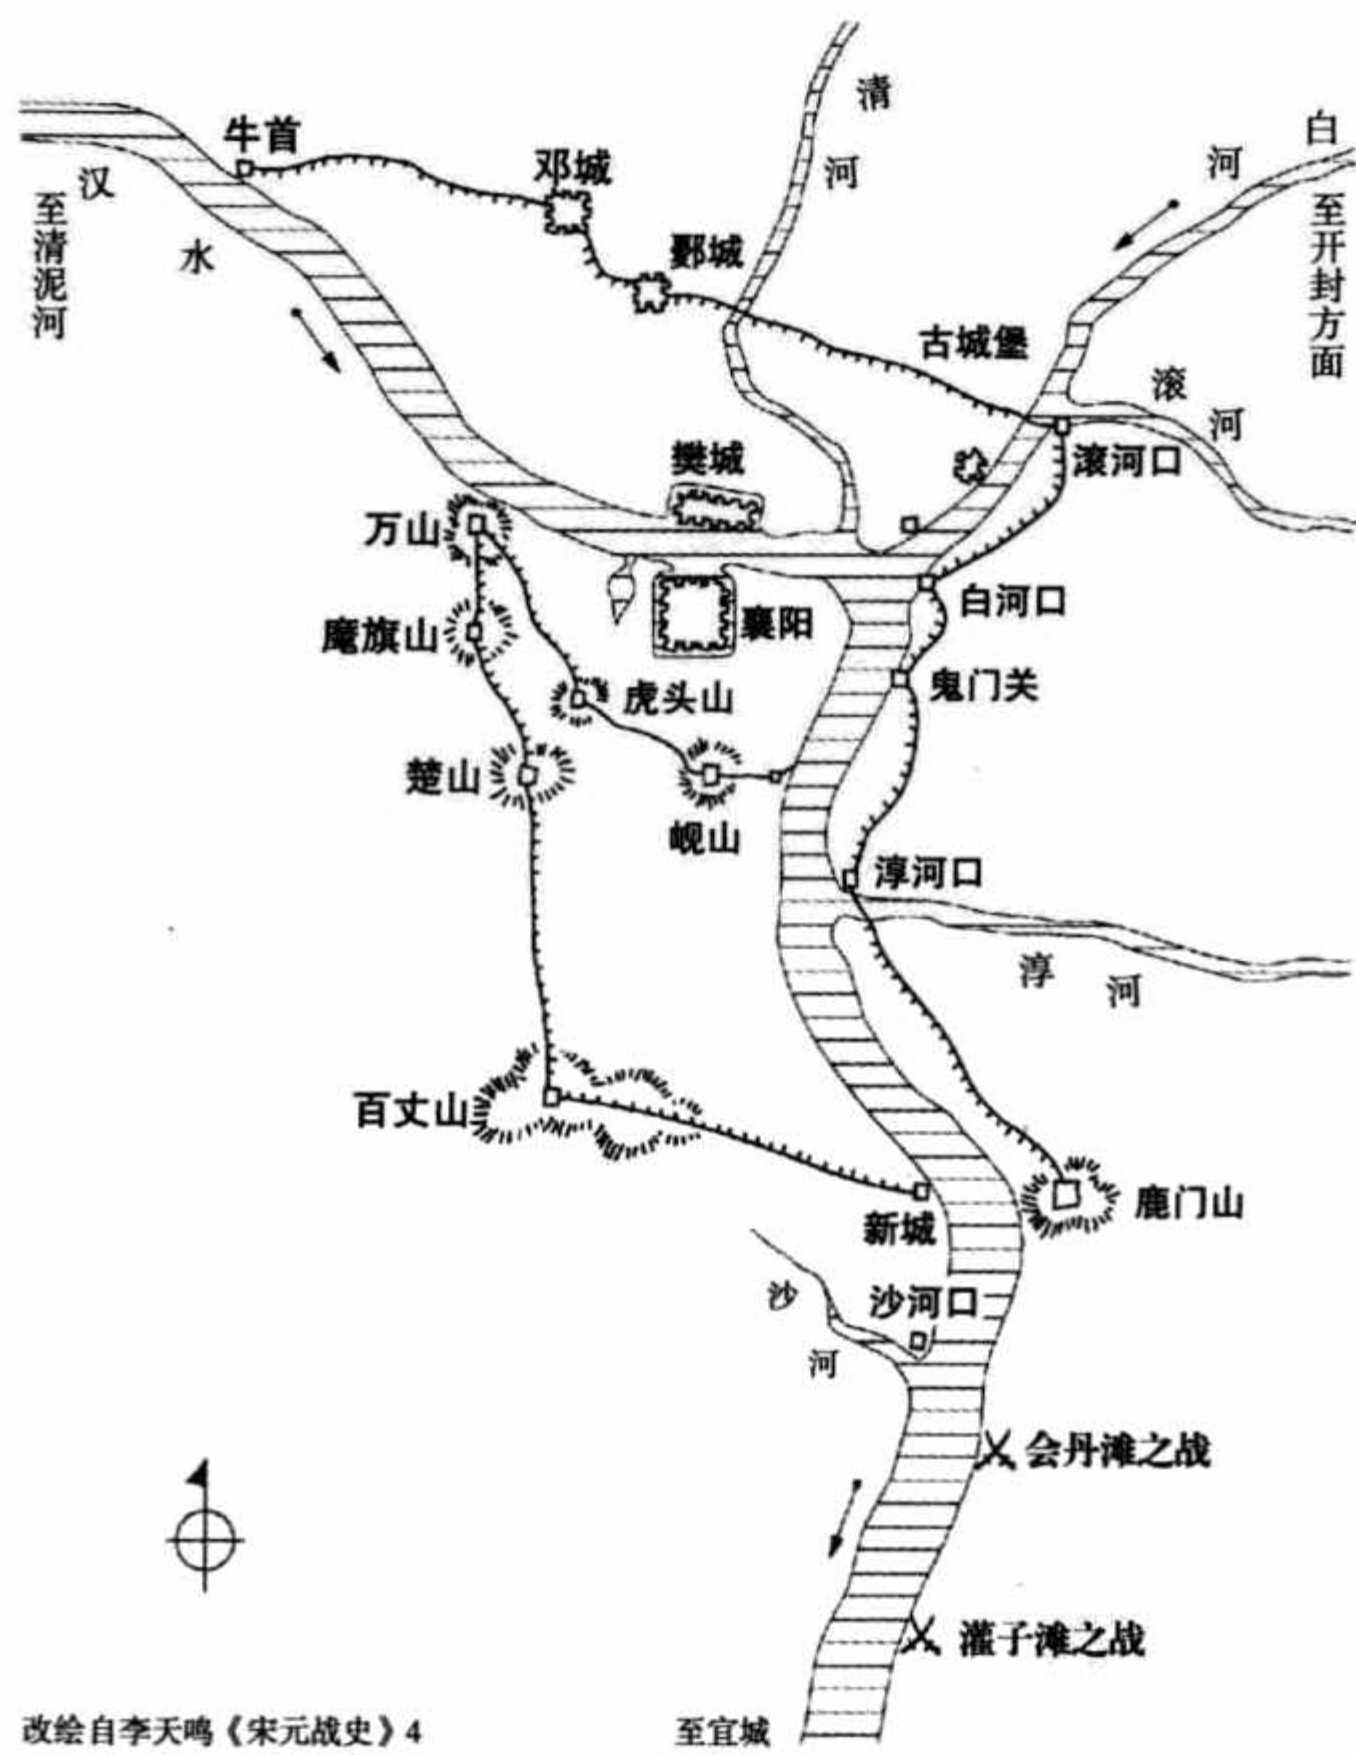 清河
白河
牛首
汉水
邓城
至清泥河
至开封方面
酂城
古城堡
滚河
樊城
滚河口
万山
白河口
襄阳
魔旗山
鬼门关
虎头山
楚山
岘山
淳河口
淳河
百丈山
鹿门山
新城
沙河
沙河口
会丹滩之战
灌子滩之战
改绘自李天鸣《宋元战史》4
至宜城